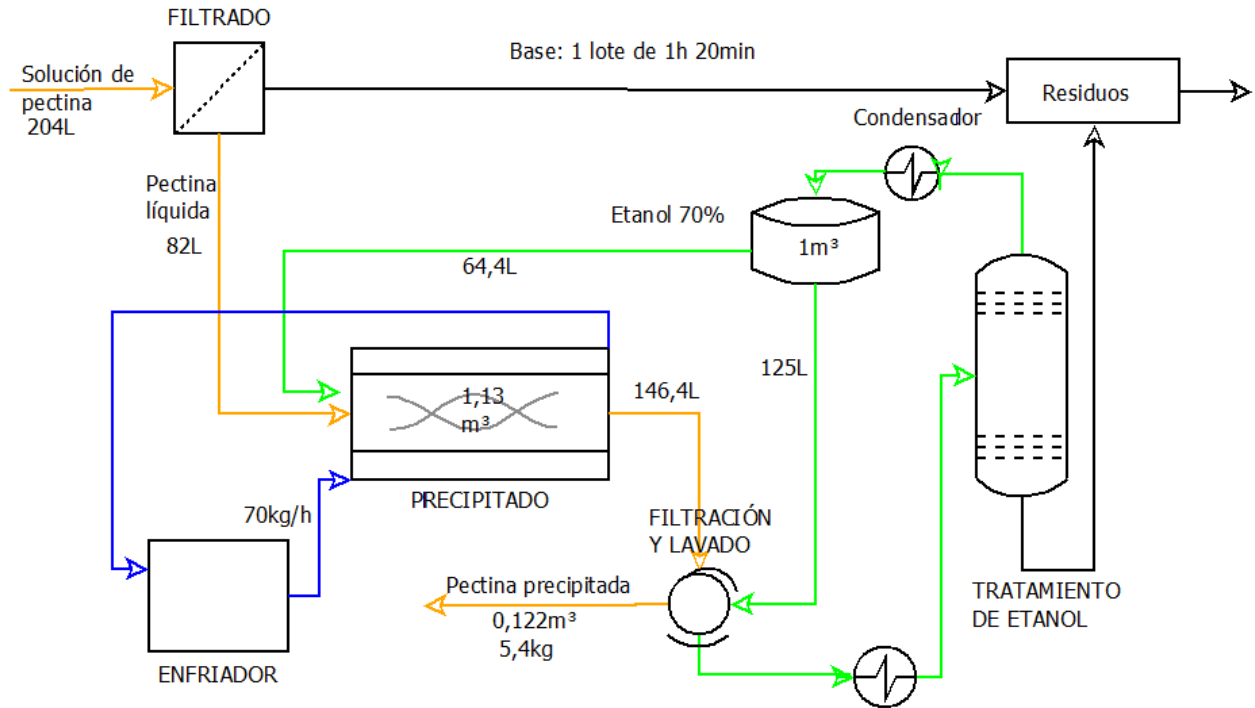 FILTRADO
Base: 1 lote de 1h 20min
Solución de
pectina
204L
Residuos
Condensador
Pectina
líquida
82L
Etanol 70%
1m³
64,4L
125L
1,13
m³
146,4L
PRECIPITADO
70kg/h
FILTRACIÓN
Y LAVADO
Pectina precipitada
0,122m³
5,4kg
TRATAMIENTO
DE ETANOL
ENFRIADOR